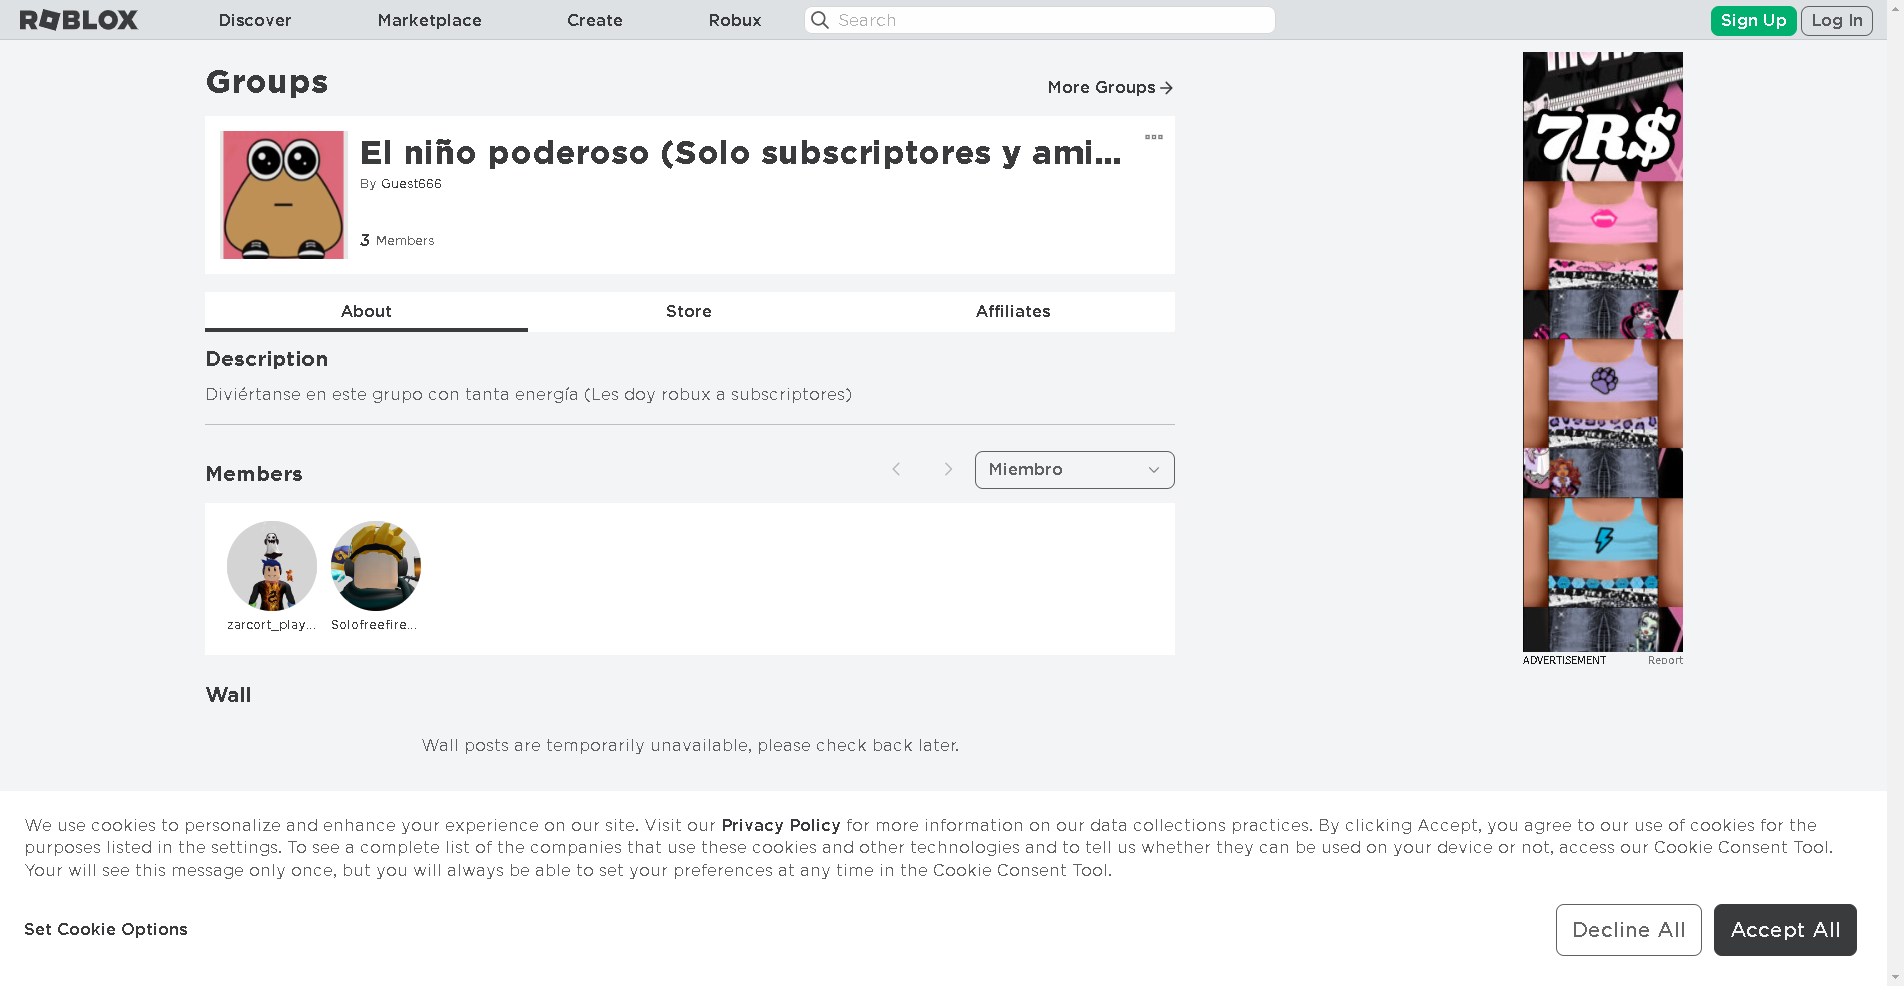 ROBLOX Discover Marketplace Create Robux Search Sign Up Log In
Groups
More Groups
El niño poderoso (Solo subscriptores y ami...
By Guest666
3 Members
About Store Affiliates
Description
Diviértanse en este grupo con tanta energía (Les doy robux a subscriptores)
Members
Miembro
zarcort_play... Solofreefire...
Wall
Wall posts are temporarily unavailable, please check back later.
7R$
ADVERTISEMENT Report
We use cookies to personalize and enhance your experience on our site. Visit our Privacy Policy for more information on our data collections practices. By clicking Accept, you agree to our use of cookies for the
purposes listed in the settings. To see a complete list of the companies that use these cookies and other technologies and to tell us whether they can be used on your device or not, access our Cookie Consent Tool.
Your will see this message only once, but you will always be able to set your preferences at any time in the Cookie Consent Tool.
Set Cookie Options
Decline All Accept All